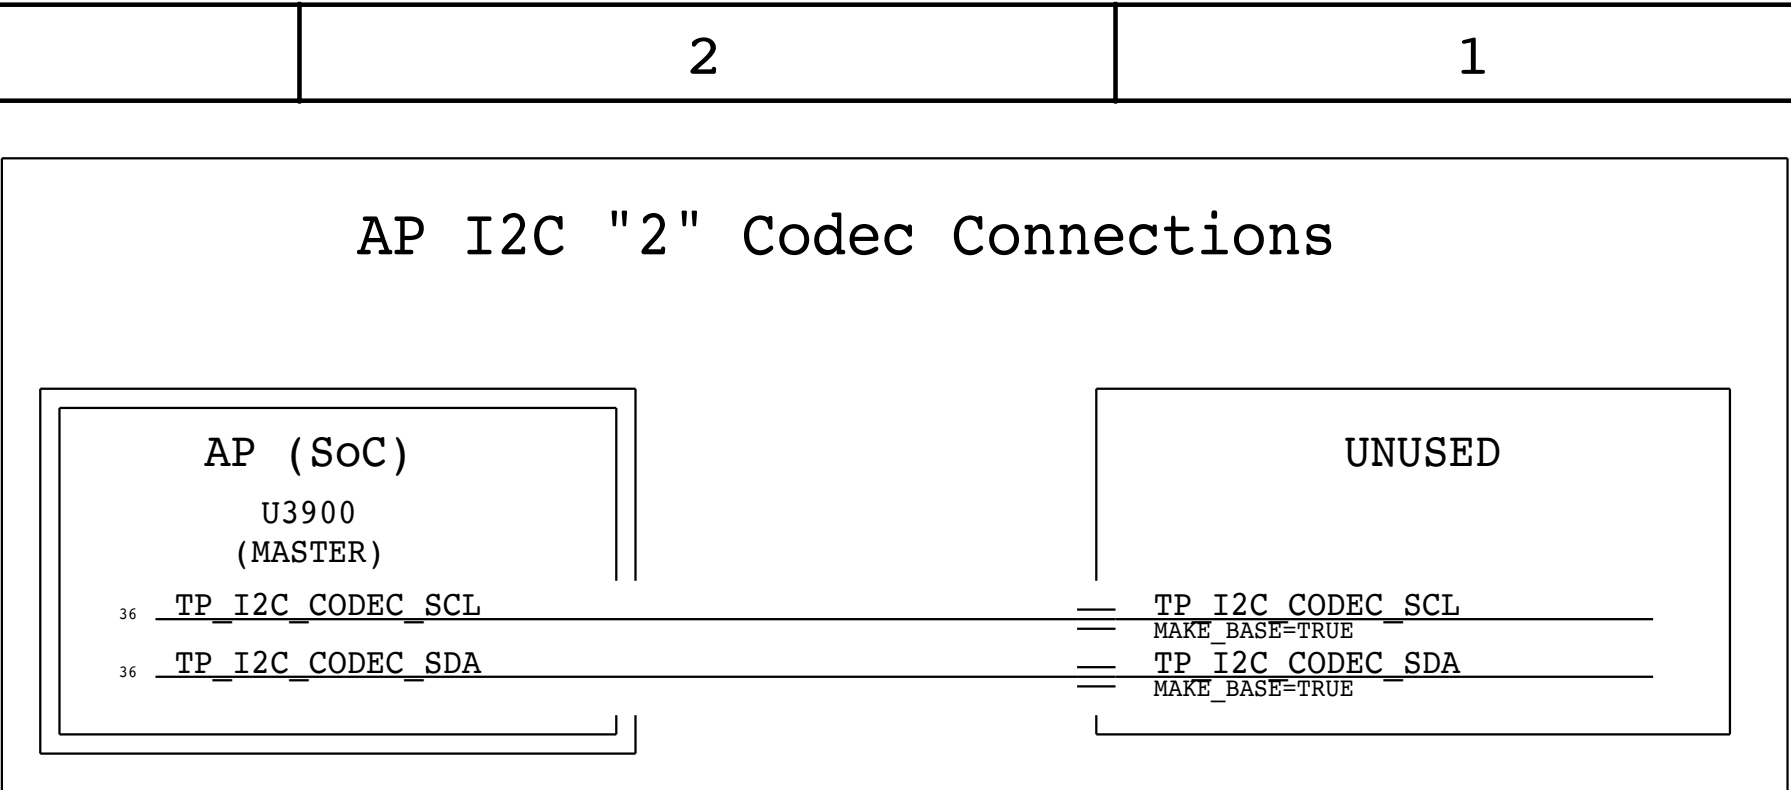 2 1
AP I2C "2" Codec Connections
AP (SoC)
U3900
(MASTER)
36 TP_I2C_CODEC_SCL
36 TP_I2C_CODEC_SDA
UNUSED
TP_I2C_CODEC_SCL
MAKE_BASE=TRUE
TP_I2C_CODEC_SDA
MAKE_BASE=TRUE